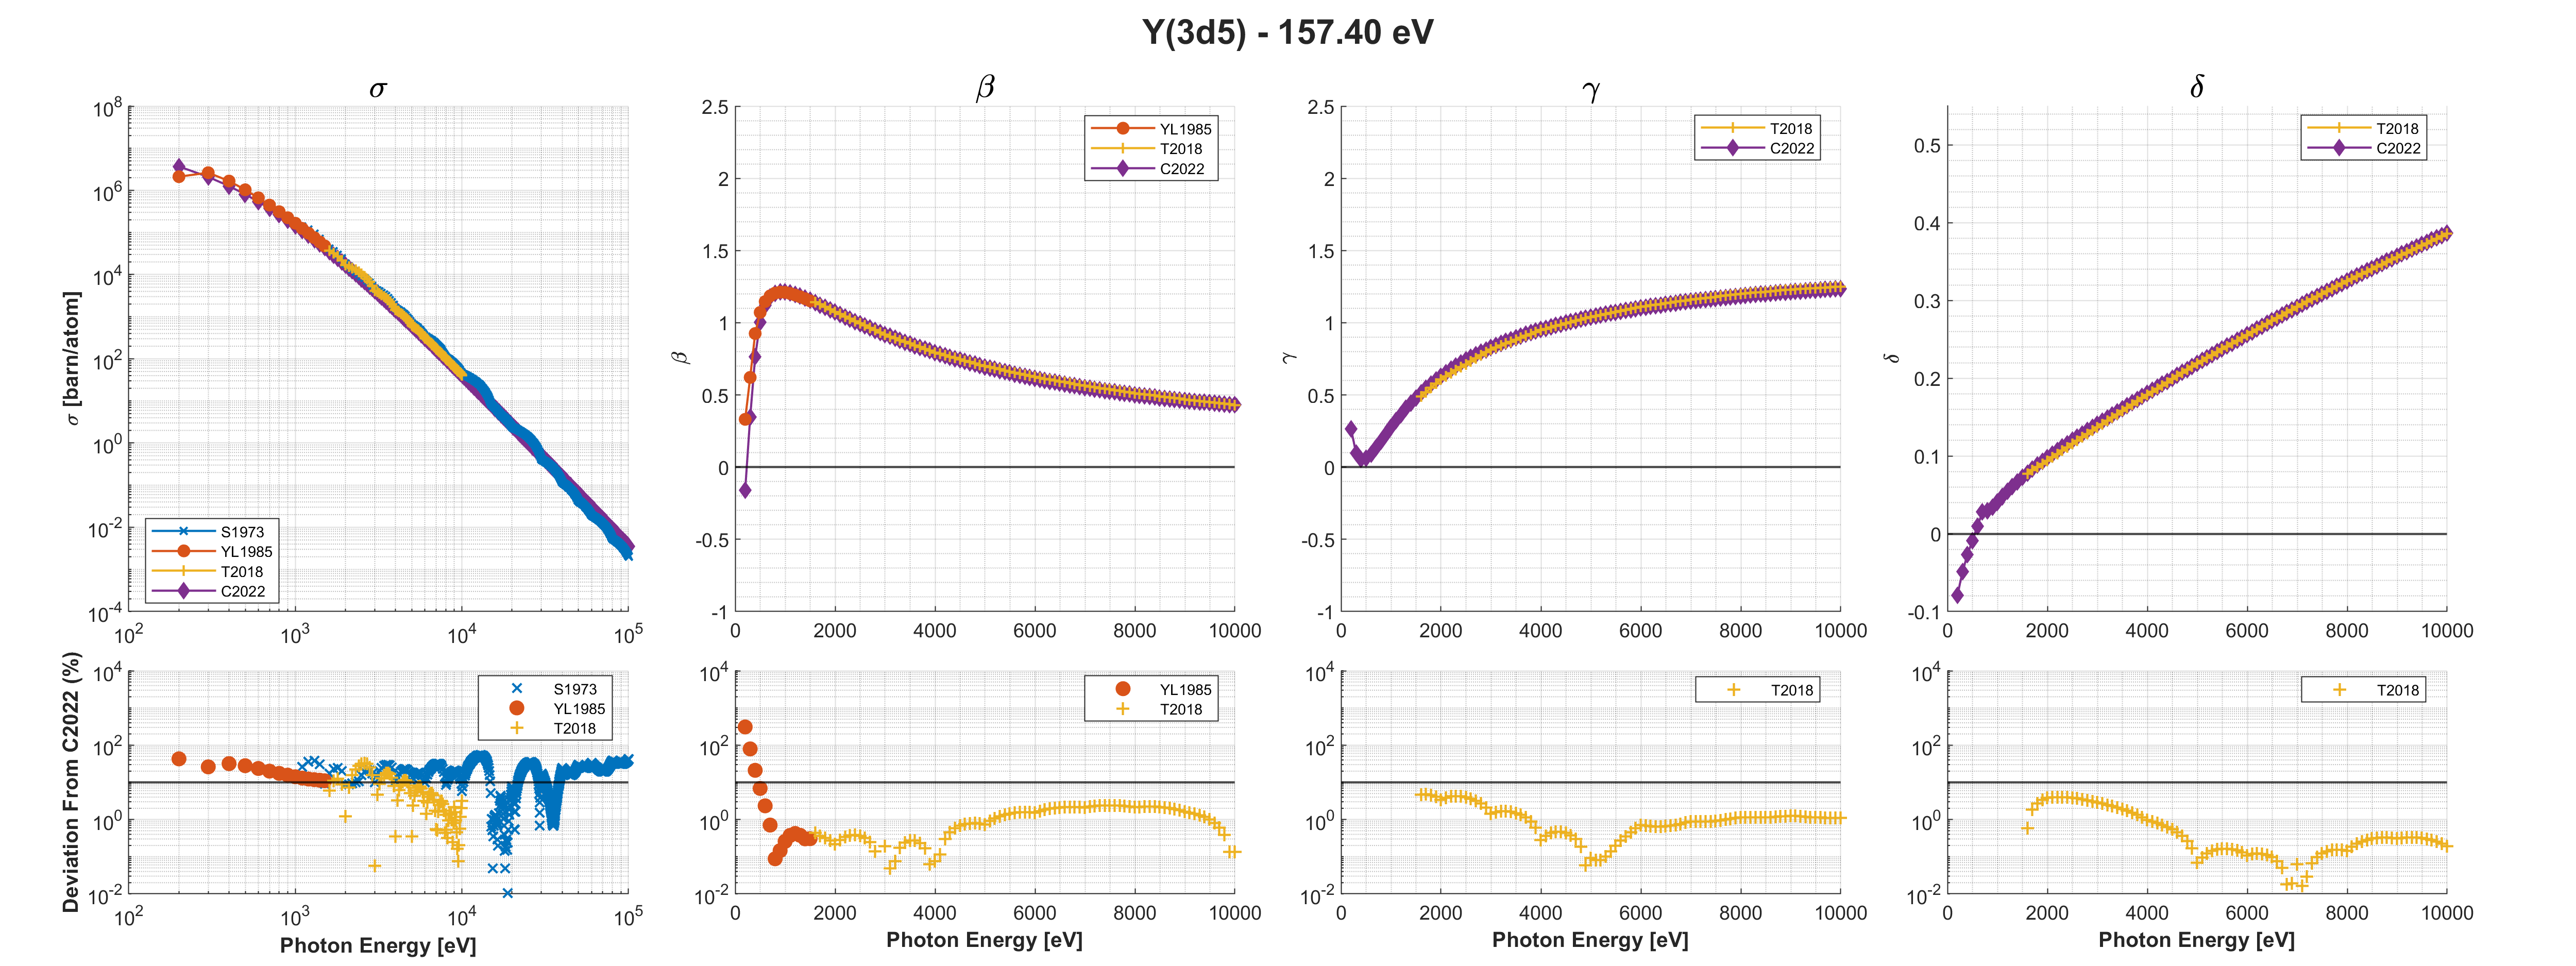 Y(3d5) - 157.40 eV
σ
10^8
10^6
10^4
10^2
10^0
10^-2
10^-4
σ [barn/atom]
S1973
YL1985
T2018
C2022
10^2 10^3 10^4 10^5
β
2.5
2
1.5
1
0.5
0
-0.5
-1
β
YL1985
T2018
C2022
0 2000 4000 6000 8000 10000
γ
2.5
2
1.5
1
0.5
0
-0.5
-1
γ
T2018
C2022
0 2000 4000 6000 8000 10000
δ
0.5
0.4
0.3
0.2
0.1
0
-0.1
δ
T2018
C2022
0 2000 4000 6000 8000 10000
Deviation From C2022 (%)
10^4
10^2
10^0
10^-2
S1973
YL1985
T2018
10^2 10^3 10^4 10^5
Photon Energy [eV]
10^4
10^2
10^0
10^-2
YL1985
T2018
0 2000 4000 6000 8000 10000
Photon Energy [eV]
10^4
10^2
10^0
10^-2
T2018
0 2000 4000 6000 8000 10000
Photon Energy [eV]
10^4
10^2
10^0
10^-2
T2018
0 2000 4000 6000 8000 10000
Photon Energy [eV]